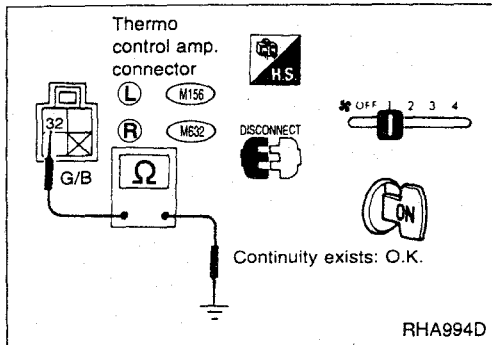 Thermo
control amp.
connector
L M156
R M632
H.S.
DISCONNECT
OFF 1 2 3 4
32
G/B
Ω
ON
Continuity exists: O.K.
RHA994D